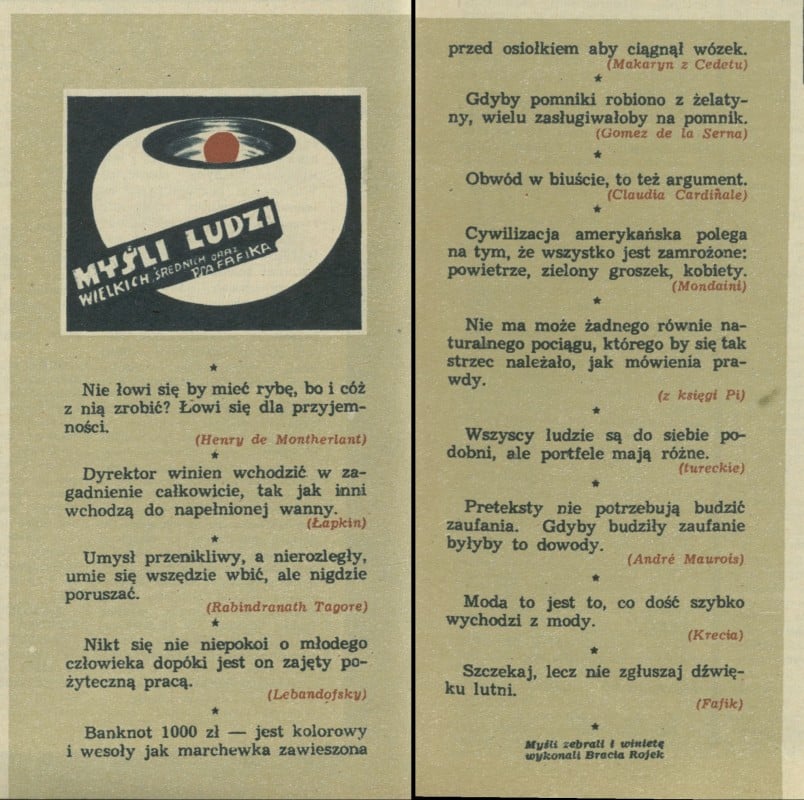 MYŚLI LUDZI
WIELKICH, ŚREDNICH ORAZ
PSA FAFIKA
★
Nie łowi się by mieć rybę, bo i cóż
z nią zrobić? Łowi się dla przyjem-
ności.
(Henry de Montherlant)
★
Dyrektor winien wchodzić w za-
gadnienie całkowicie, tak jak inni
wchodzą do napełnionej wanny.
(Łapkin)
★
Umysł przenikliwy, a nierozległy,
umie się wszędzie wbić, ale nigdzie
poruszać.
(Rabindranath Tagore)
★
Nikt się nie niepokoi o młodego
człowieka dopóki jest on zajęty po-
żyteczną pracą.
(Lebandofsky)
★
Banknot 1000 zł — jest kolorowy
i wesoły jak marchewka zawieszona
przed osiołkiem aby ciągnął wózek.
(Makaryn z Cedetu)
★
Gdyby pomniki robiono z żelaty-
ny, wielu zasługiwałoby na pomnik.
(Gomez de la Serna)
★
Obwód w biuście, to też argument.
(Claudia Cardinale)
★
Cywilizacja amerykańska polega
na tym, że wszystko jest zamrożone:
powietrze, zielony groszek, kobiety.
(Mondaini)
★
Nie ma może żadnego równie na-
turalnego pociągu, którego by się tak
strzec należało, jak mówienia pra-
wdy.
(z księgi Pi)
★
Wszyscy ludzie są do siebie po-
dobni, ale portfele mają różne.
(tureckie)
★
Preteksty nie potrzebują budzić
zaufania. Gdyby budziły zaufanie
byłyby to dowody.
(André Maurois)
★
Moda to jest to, co dość szybko
wychodzi z mody.
(Krecia)
★
Szczekaj, lecz nie zgłuszaj dźwię-
ku lutni.
(Fafik)
★
Myśli zebrali i winietę
wykonali Bracia Rojek